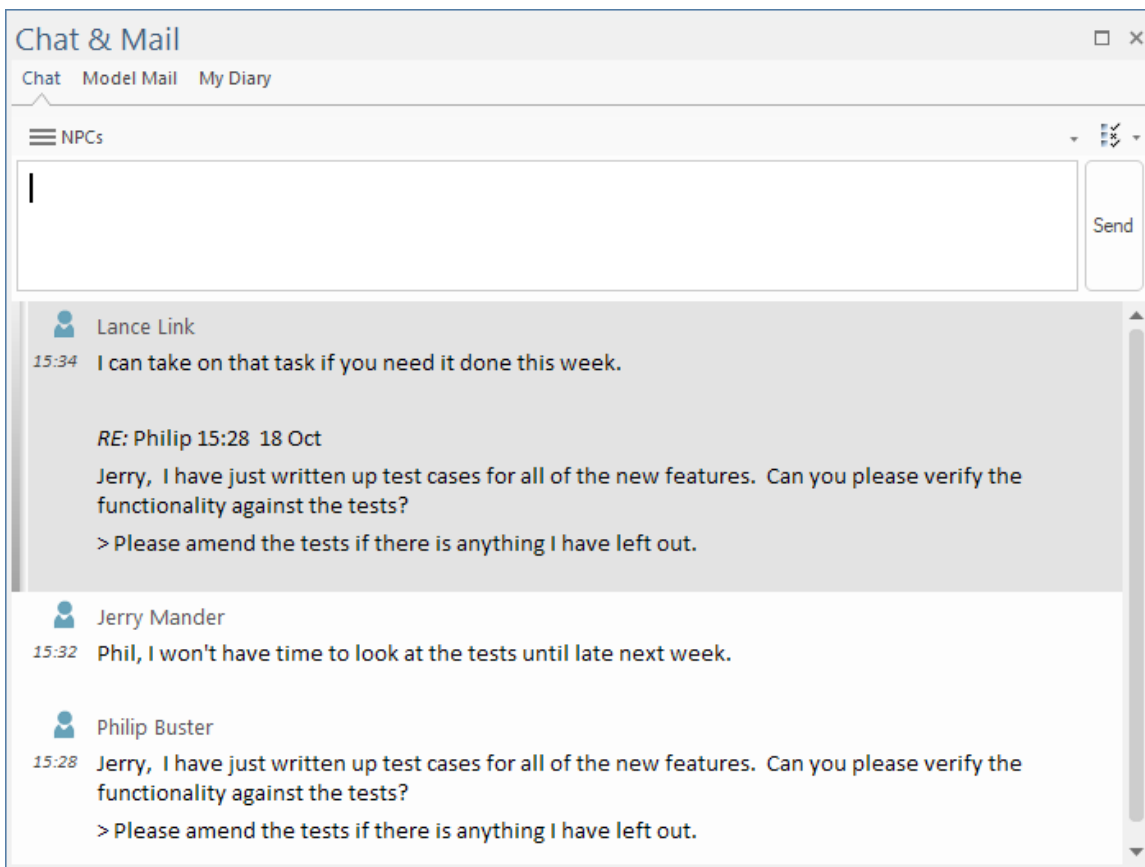 Chat & Mail
Chat Model Mail My Diary
NPCs
Send
Lance Link
15:34 I can take on that task if you need it done this week.
RE: Philip 15:28 18 Oct
Jerry, I have just written up test cases for all of the new features. Can you please verify the
functionality against the tests?
> Please amend the tests if there is anything I have left out.
Jerry Mander
15:32 Phil, I won't have time to look at the tests until late next week.
Philip Buster
15:28 Jerry, I have just written up test cases for all of the new features. Can you please verify the
functionality against the tests?
> Please amend the tests if there is anything I have left out.